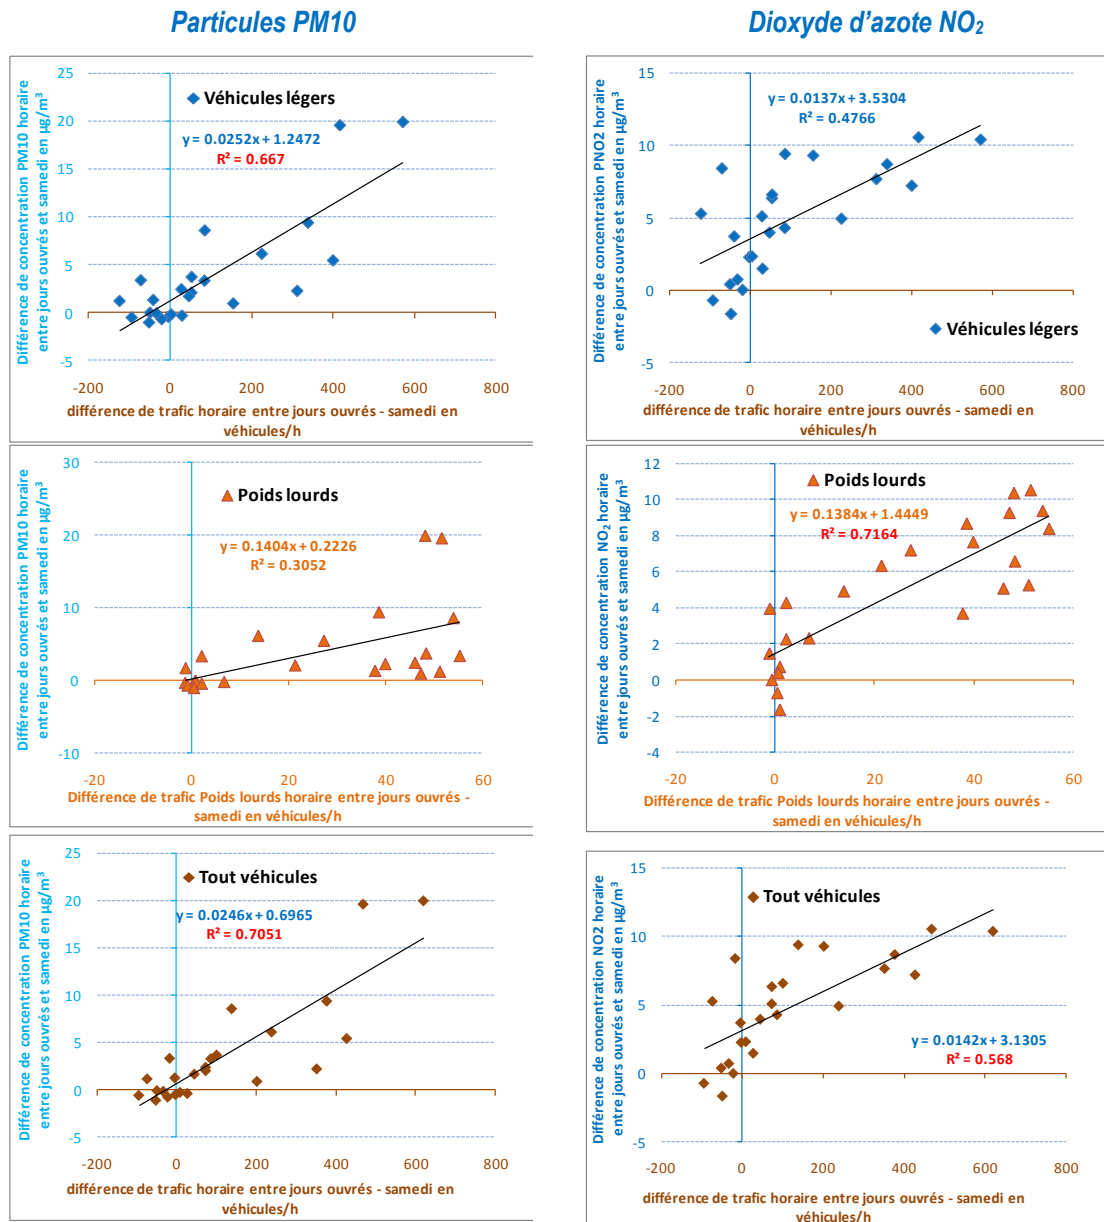 Particules PM10
Dioxyde d'azote NO₂
Différence de concentration PM10 horaire
entre jours ouvrés et samedi en µg/m³
25
20
15
10
5
0
-5
-200
0
200
400
600
800
Véhicules légers
y = 0.0252x + 1.2472
R² = 0.667
différence de trafic horaire entre jours ouvrés - samedi en
véhicules/h
Différence de concentration PNO2 horaire
entre jours ouvrés et samedi en µg/m³
15
10
5
0
-5
-200
0
200
400
600
800
y = 0.0137x + 3.5304
R² = 0.4766
Véhicules légers
différence de trafic horaire entre jours ouvrés - samedi en
véhicules/h
Différence de concentration PM10 horaire
entre jours ouvrés et samedi en µg/m³
30
20
10
0
-10
-20
0
20
40
60
Poids lourds
y = 0.1404x + 0.2226
R² = 0.3052
Différence de trafic Poids lourds horaire entre jours ouvrés -
samedi en véhicules/h
Différence de concentration NO₂ horaire
entre jours ouvrés et samedi en µg/m³
12
10
8
6
4
2
0
-2
-4
-20
0
20
40
60
Poids lourds
y = 0.1384x + 1.4449
R² = 0.7164
Différence de trafic Poids lourds horaire entre jours ouvrés -
samedi en véhicules/h
Différence de concentration PM10 horaire
entre jours ouvrés et samedi en µg/m³
25
20
15
10
5
0
-5
-200
0
200
400
600
800
Tout véhicules
y = 0.0246x + 0.6965
R² = 0.7051
différence de trafic horaire entre jours ouvrés - samedi en
véhicules/h
Différence de concentration NO2 horaire
entre jours ouvrés et samedi en µg/m³
15
10
5
0
-5
-200
0
200
400
600
800
Tout véhicules
y = 0.0142x + 3.1305
R² = 0.568
différence de trafic horaire entre jours ouvrés - samedi en
véhicules/h